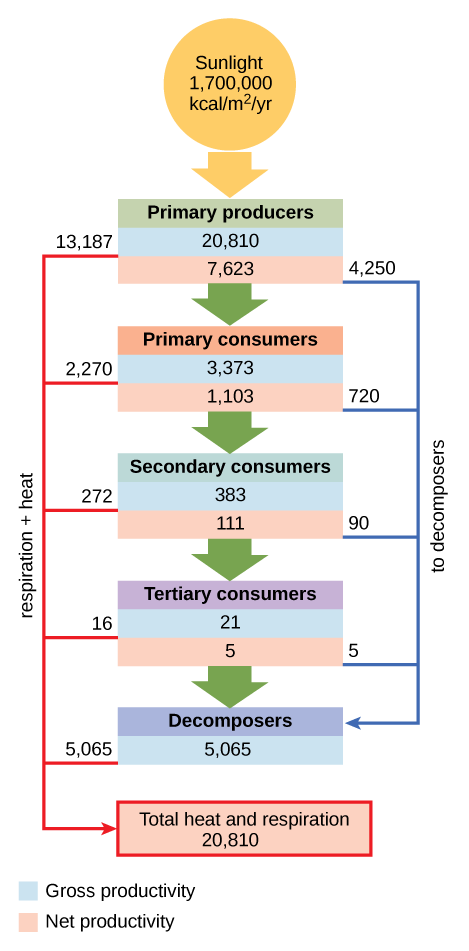 Sunlight
1,700,000
kcal/m2/yr
Primary producers
13,187
20,810
7,623
4,250
Primary consumers
2,270
3,373
1,103
720
Secondary consumers
272
383
111
90
Tertiary consumers
16
21
5
5
respiration + heat
to decomposers
Decomposers
5,065
5,065
Total heat and respiration
20,810
Gross productivity
Net productivity